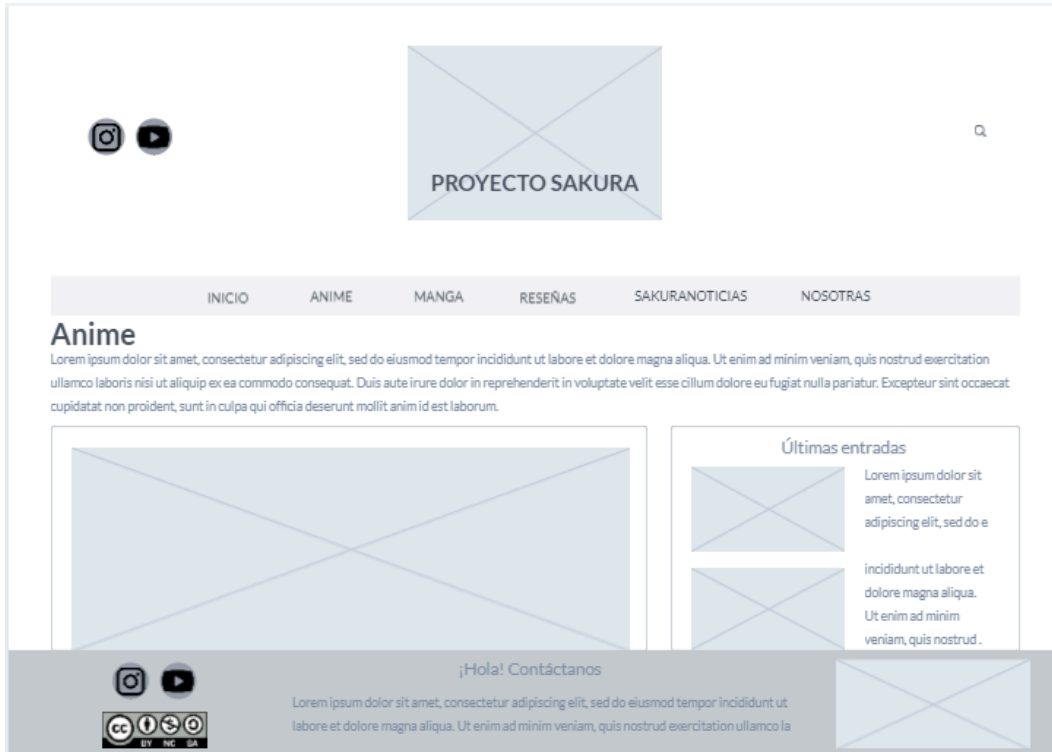 PROYECTO SAKURA
INICIO ANIME MANGA RESEÑAS SAKURANOTICIAS NOSOTRAS
Anime
Lorem ipsum dolor sit amet, consectetur adipiscing elit, sed do eiusmod tempor incididunt ut labore et dolore magna aliqua. Ut enim ad minim veniam, quis nostrud exercitation
ullamco laboris nisi ut aliquip ex ea commodo consequat. Duis aute irure dolor in reprehenderit in voluptate velit esse cillum dolore eu fugiat nulla pariatur. Excepteur sint occaecat
cupidatat non proident, sunt in culpa qui officia deserunt mollit anim id est laborum.
Últimas entradas
Lorem ipsum dolor sit
amet, consectetur
adipiscing elit, sed do e
incididunt ut labore et
dolore magna aliqua.
Ut enim ad minim
veniam, quis nostrud .
¡Hola! Contáctanos
Lorem ipsum dolor sit amet, consectetur adipiscing elit, sed do eiusmod tempor incididunt ut
labore et dolore magna aliqua. Ut enim ad minim veniam, quis nostrud exercitation ullamco la
cc
BY NC SA